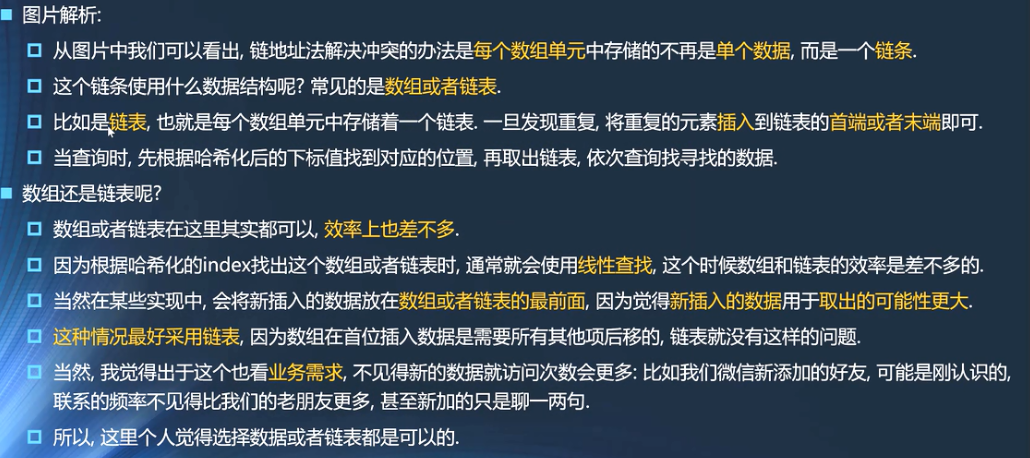 图片解析:
从图片中我们可以看出, 链地址法解决冲突的办法是每个数组单元中存储的不再是单个数据, 而是一个链条.
这个链条使用什么数据结构呢? 常见的是数组或者链表.
比如是链表, 也就是每个数组单元中存储着一个链表. 一旦发现重复, 将重复的元素插入到链表的首端或者末端即可.
当查询时, 先根据哈希化后的下标值找到对应的位置, 再取出链表, 依次查询找寻找的数据.
数组还是链表呢?
数组或者链表在这里其实都可以, 效率上也差不多.
因为根据哈希化的index找出这个数组或者链表时, 通常就会使用线性查找, 这个时候数组和链表的效率是差不多的.
当然在某些实现中, 会将新插入的数据放在数组或者链表的最前面, 因为觉得新插入的数据用于取出的可能性更大.
这种情况最好采用链表, 因为数组在首位插入数据是需要所有其他项后移的, 链表就没有这样的问题.
当然, 我觉得出于这个也看业务需求, 不见得新的数据就访问次数会更多: 比如我们微信新添加的好友, 可能是刚认识的,
联系的频率不见得比我们的老朋友更多, 甚至新加的只是聊一两句.
所以, 这里个人觉得选择数据或者链表都是可以的.